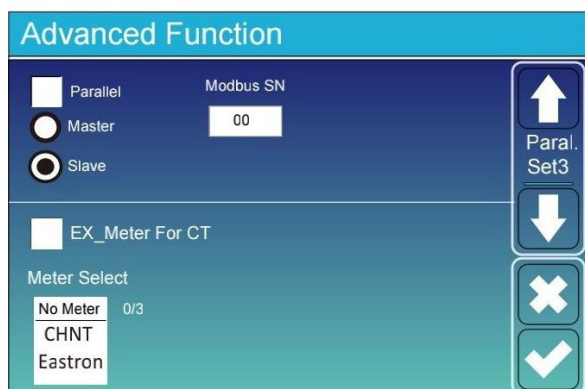 Advanced Function
Parallel
Modbus SN
Master
00
Slave
Paral.
Set3
EX_Meter For CT
Meter Select
No Meter 0/3
CHNT
Eastron